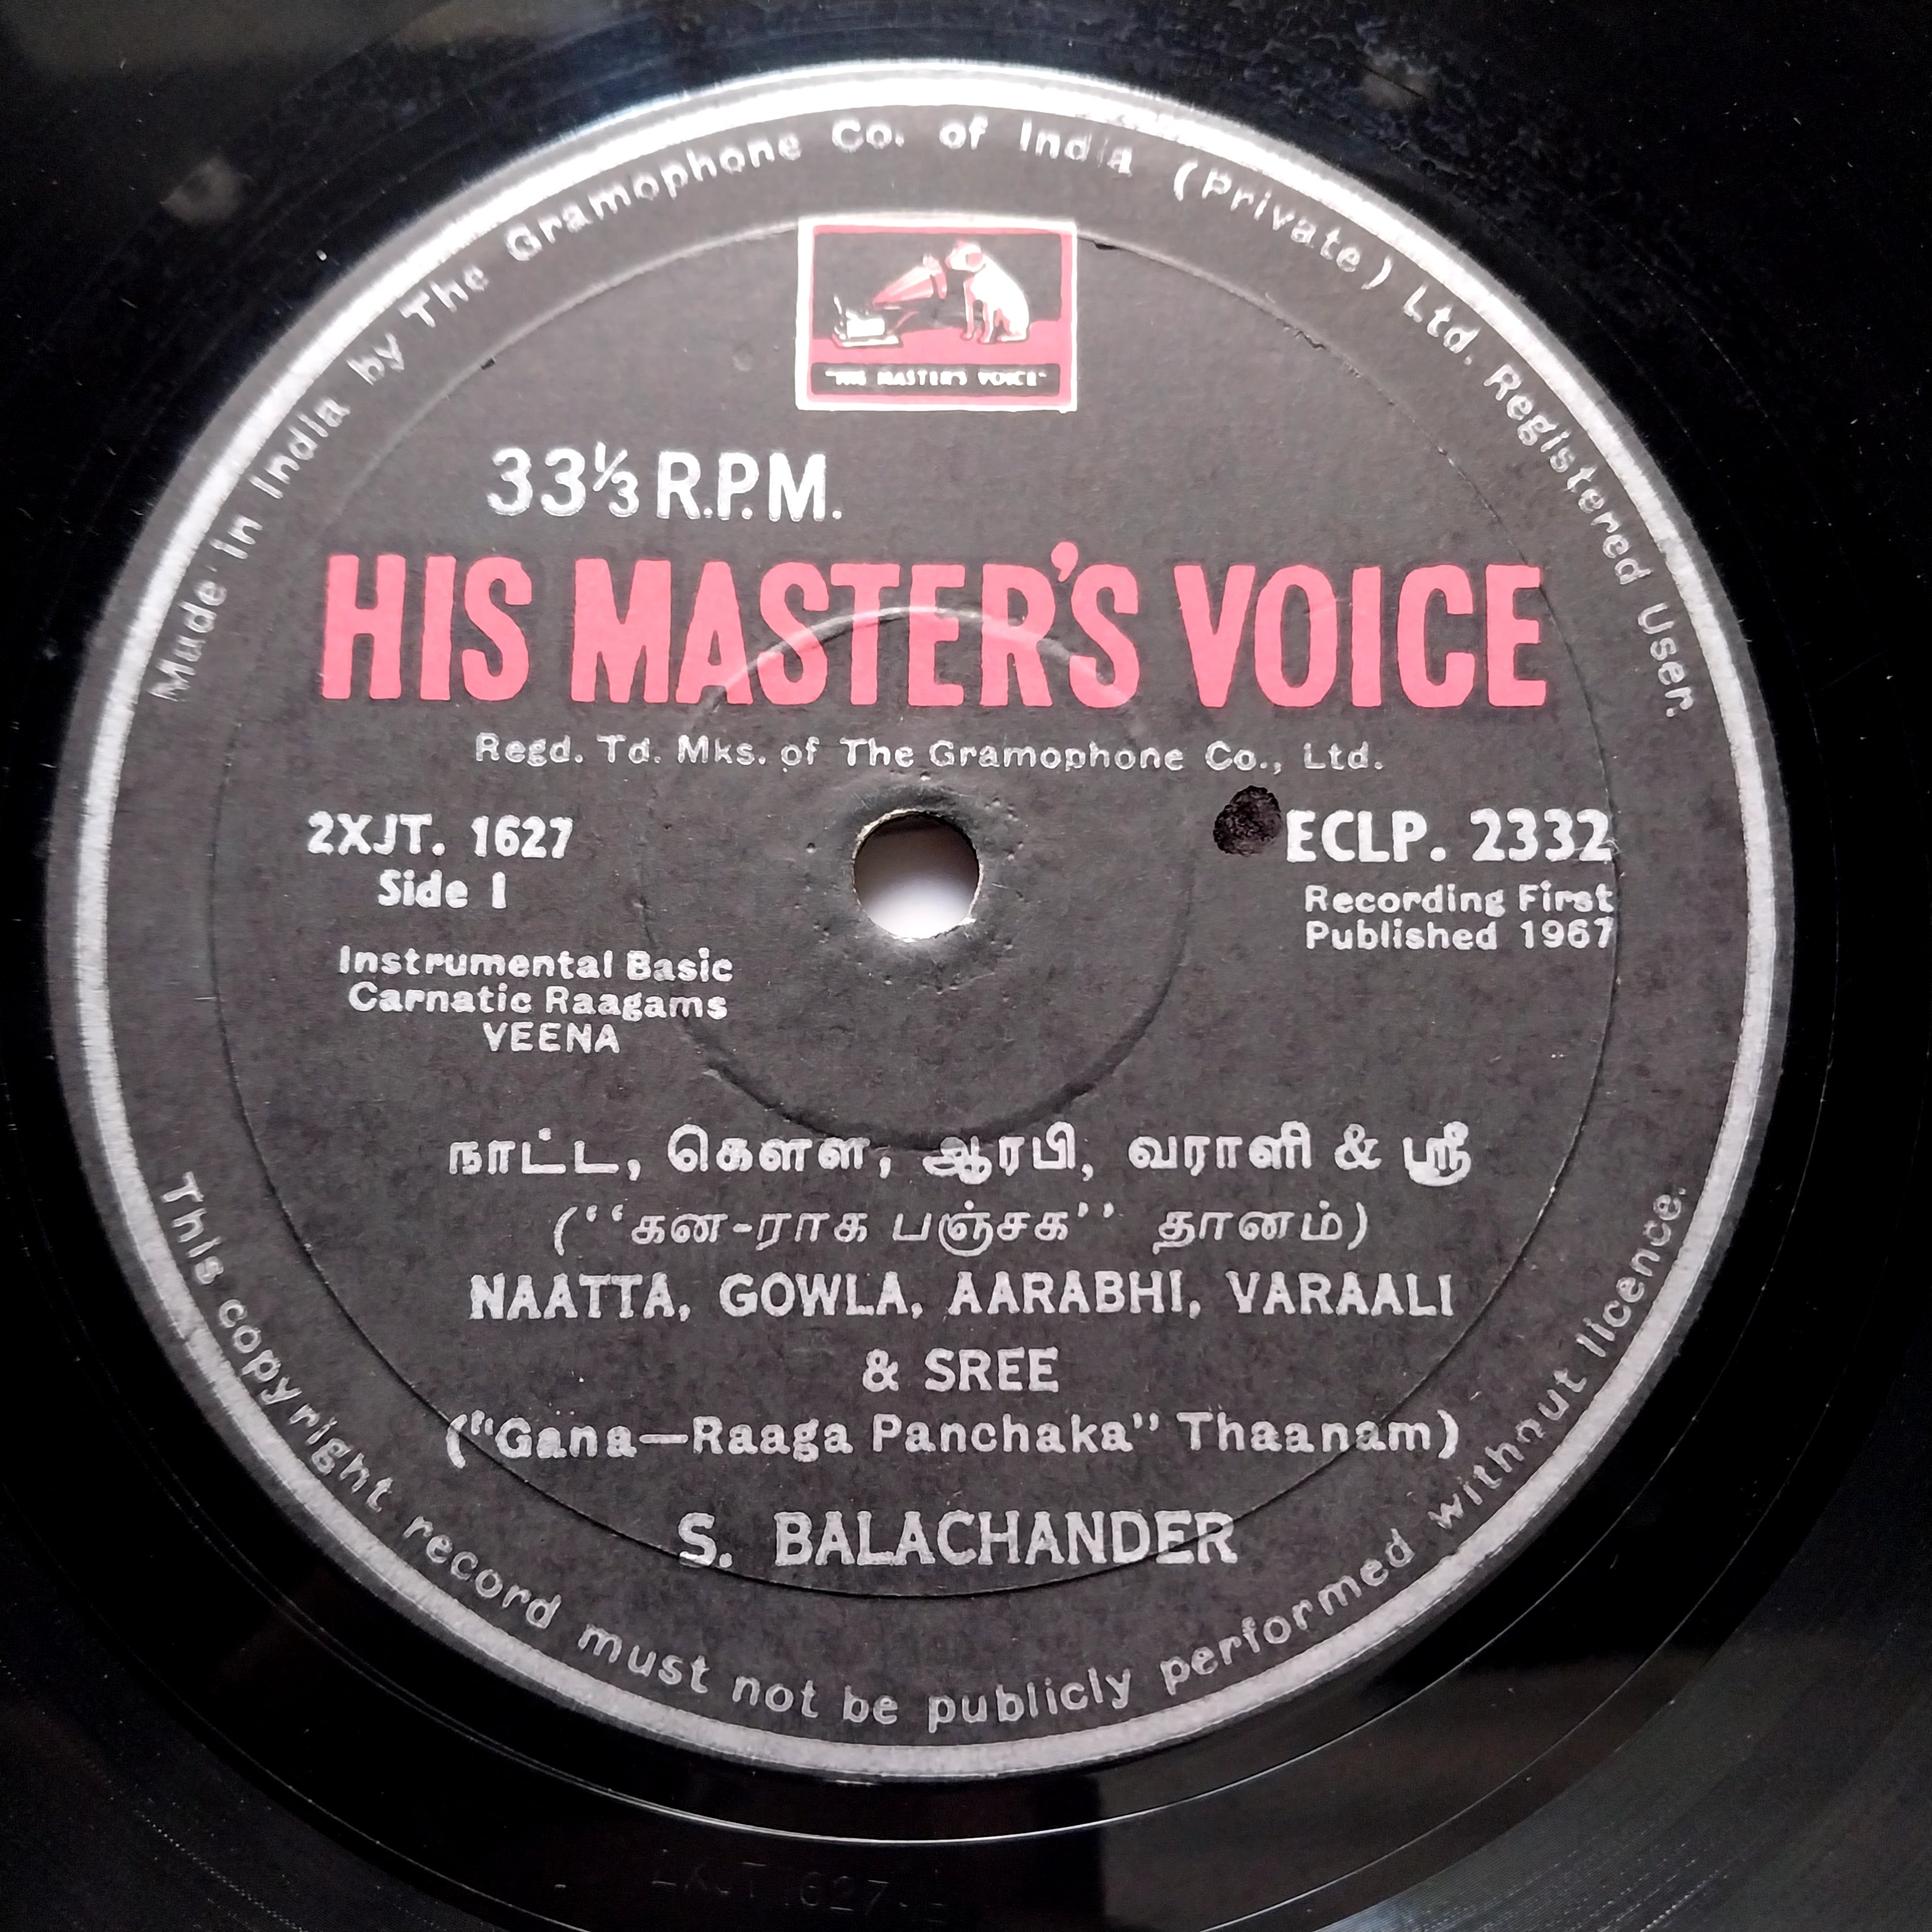 Made in India by The Gramophone Co. of India (Private) Ltd. Registered User.
"HIS MASTER'S VOICE"
33⅓ R.P.M.
HIS MASTER'S VOICE
Regd. Td. Mks. of The Gramophone Co., Ltd.
2XJT. 1627
Side 1
ECLP. 2332
Recording First
Published 1967
Instrumental Basic
Carnatic Raagams
VEENA
நாட்ட, கௌள, ஆரபி, வராளி & ஸ்ரீ
(“கன-ராக பஞ்சக” தானம்)
NAATTA, GOWLA, AARABHI, VARAALI
& SREE
("Gana—Raaga Panchaka" Thaanam)
S. BALACHANDER
This copyright record must not be publicly performed without licence.